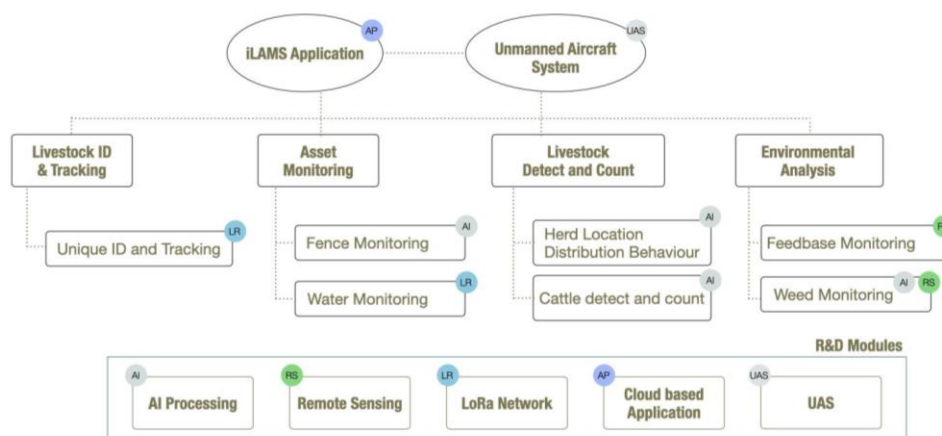 AP
UAS
iLAMS Application
Unmanned Aircraft
System
Livestock ID
& Tracking
Asset
Monitoring
Livestock
Detect and Count
Environmental
Analysis
LR
Unique ID and Tracking
AI
Fence Monitoring
LR
Water Monitoring
AI
Herd Location
Distribution Behaviour
AI
Cattle detect and count
Feedbase Monitoring
Weed Monitoring
AI
RS
R&D Modules
AI
AI Processing
RS
Remote Sensing
LR
LoRa Network
AP
Cloud based
Application
UAS
UAS